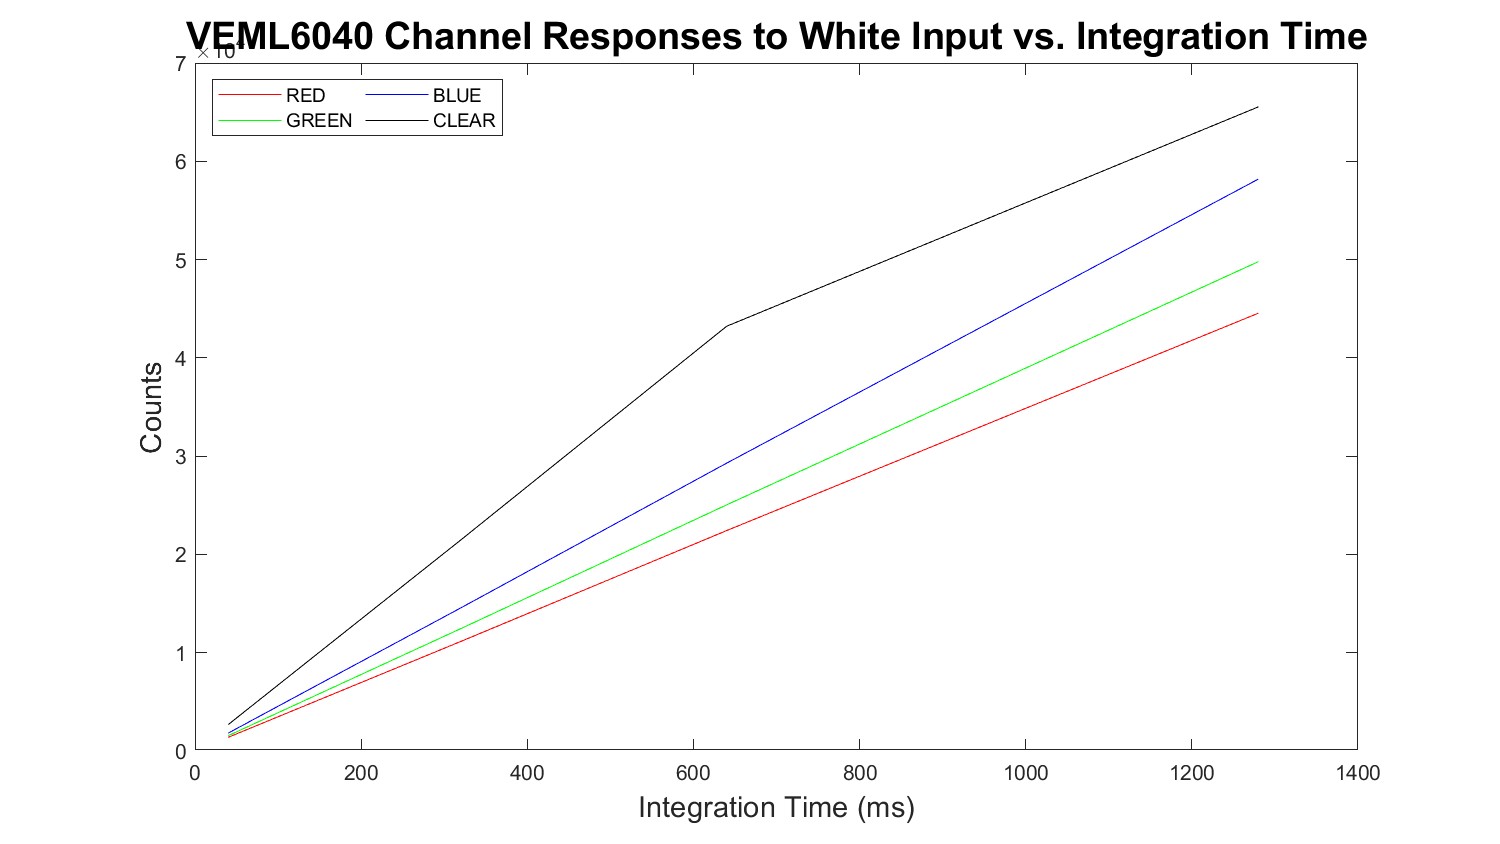 VEML6040 Channel Responses to White Input vs. Integration Time
×10⁴
7
RED BLUE
GREEN CLEAR
6
5
4
3
2
1
0
Counts
0 200 400 600 800 1000 1200 1400
Integration Time (ms)